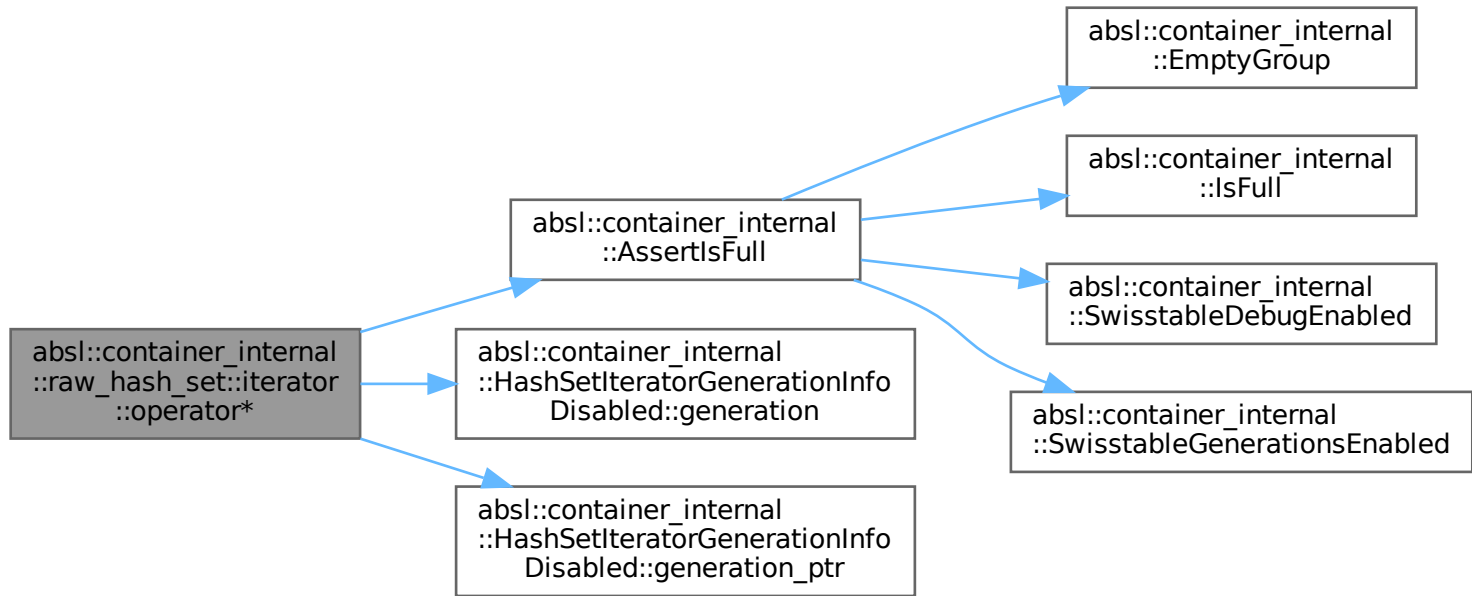 absl::container_internal
::raw_hash_set::iterator
::operator*
absl::container_internal
::AssertIsFull
absl::container_internal
::HashSetIteratorGenerationInfo
Disabled::generation
absl::container_internal
::HashSetIteratorGenerationInfo
Disabled::generation_ptr
absl::container_internal
::EmptyGroup
absl::container_internal
::IsFull
absl::container_internal
::SwisstableDebugEnabled
absl::container_internal
::SwisstableGenerationsEnabled